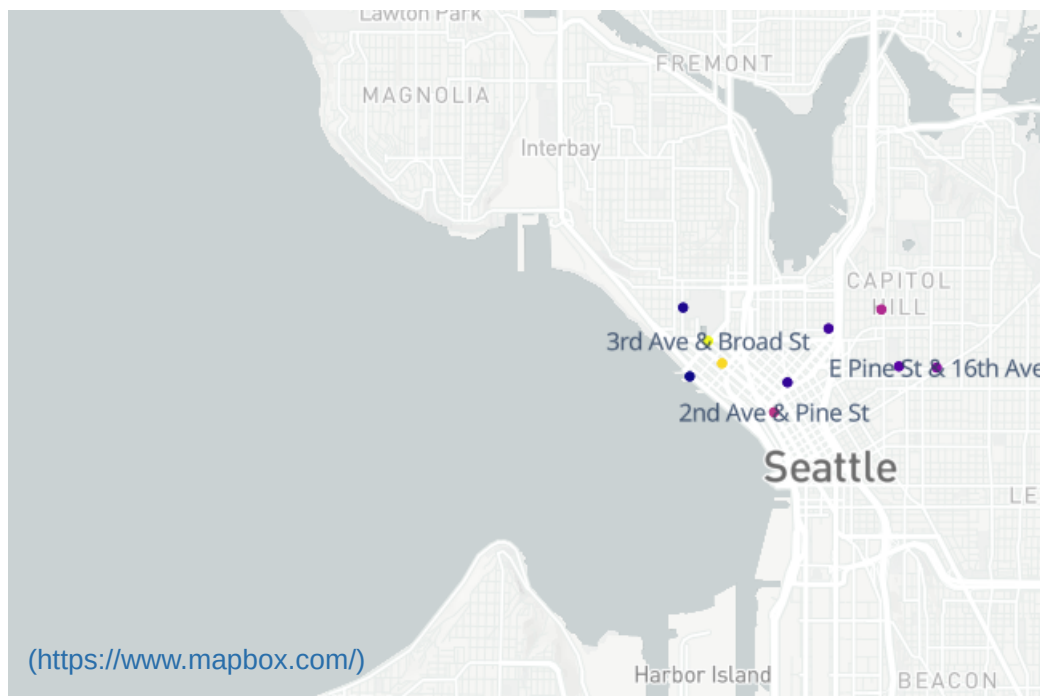 Lawton Park
FREMONT
MAGNOLIA
Interbay
CAPITOL
HILL
3rd Ave & Broad St
E Pine St & 16th Ave
2nd Ave & Pine St
Seattle
LE
(https://www.mapbox.com/)
Harbor Island
BEACON